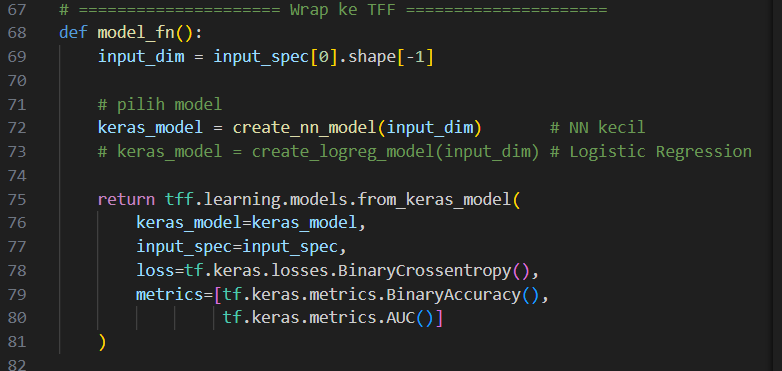 67 # ===================== Wrap ke TFF =====================
68 def model_fn():
69     input_dim = input_spec[0].shape[-1]
70
71     # pilih model
72     keras_model = create_nn_model(input_dim)       # NN kecil
73     # keras_model = create_logreg_model(input_dim) # Logistic Regression
74
75     return tff.learning.models.from_keras_model(
76         keras_model=keras_model,
77         input_spec=input_spec,
78         loss=tf.keras.losses.BinaryCrossentropy(),
79         metrics=[tf.keras.metrics.BinaryAccuracy(),
80                  tf.keras.metrics.AUC()]
81     )
82